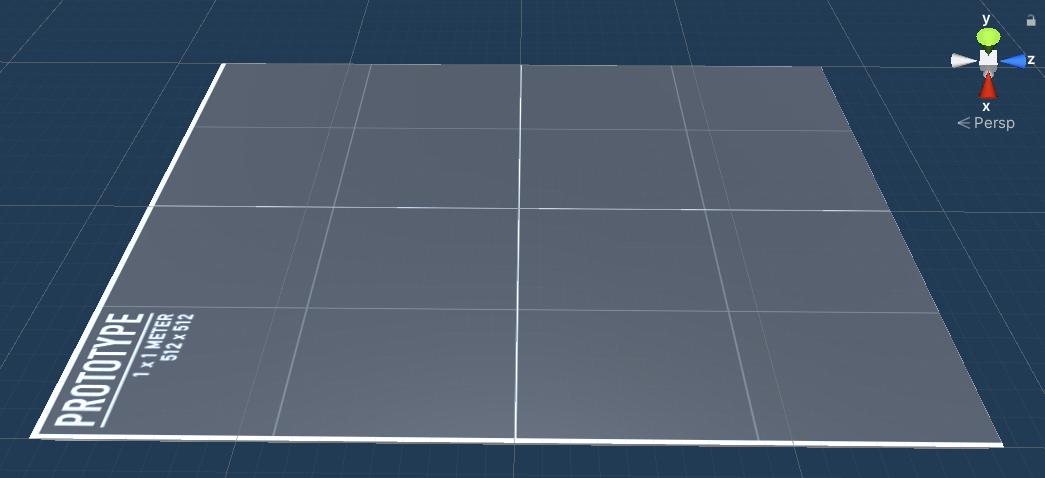 y
z
x
Persp
PROTOTYPE
1 x 1 METER
512 x 512